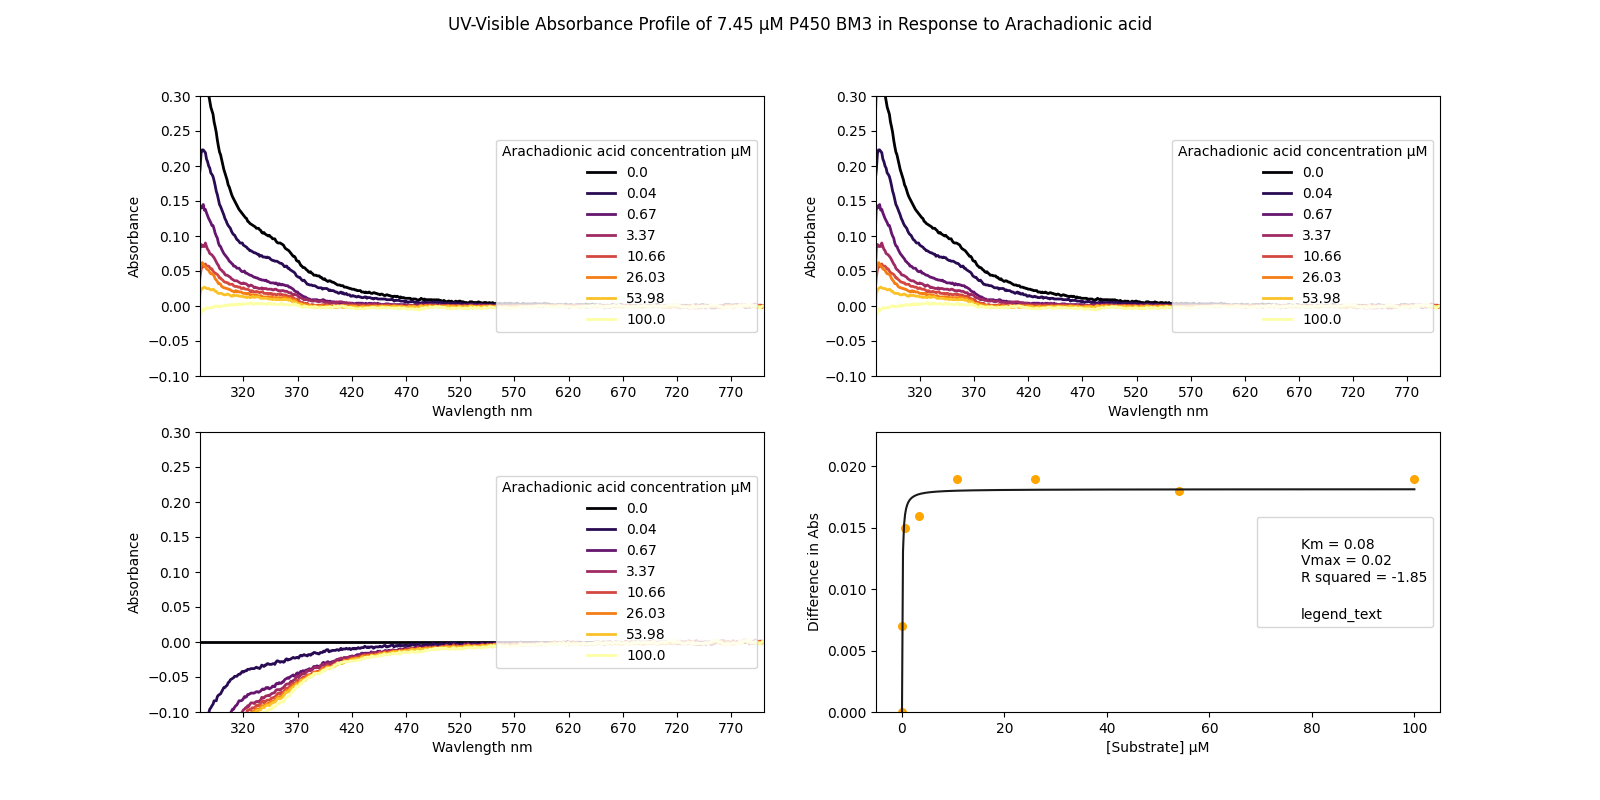 UV-Visible Absorbance Profile of 7.45 µM P450 BM3 in Response to Arachadionic acid
0.30
0.25
0.20
0.15
0.10
0.05
0.00
−0.05
−0.10
Absorbance
Arachadionic acid concentration µM
0.0
0.04
0.67
3.37
10.66
26.03
53.98
100.0
320 370 420 470 520 570 620 670 720 770
Wavlength nm
0.30
0.25
0.20
0.15
0.10
0.05
0.00
−0.05
−0.10
Absorbance
Arachadionic acid concentration µM
0.0
0.04
0.67
3.37
10.66
26.03
53.98
100.0
320 370 420 470 520 570 620 670 720 770
Wavlength nm
0.30
0.25
0.20
0.15
0.10
0.05
0.00
−0.05
−0.10
Absorbance
Arachadionic acid concentration µM
0.0
0.04
0.67
3.37
10.66
26.03
53.98
100.0
320 370 420 470 520 570 620 670 720 770
Wavlength nm
0.020
0.015
0.010
0.005
0.000
Difference in Abs
Km = 0.08
Vmax = 0.02
R squared = -1.85
legend_text
0 20 40 60 80 100
[Substrate] µM